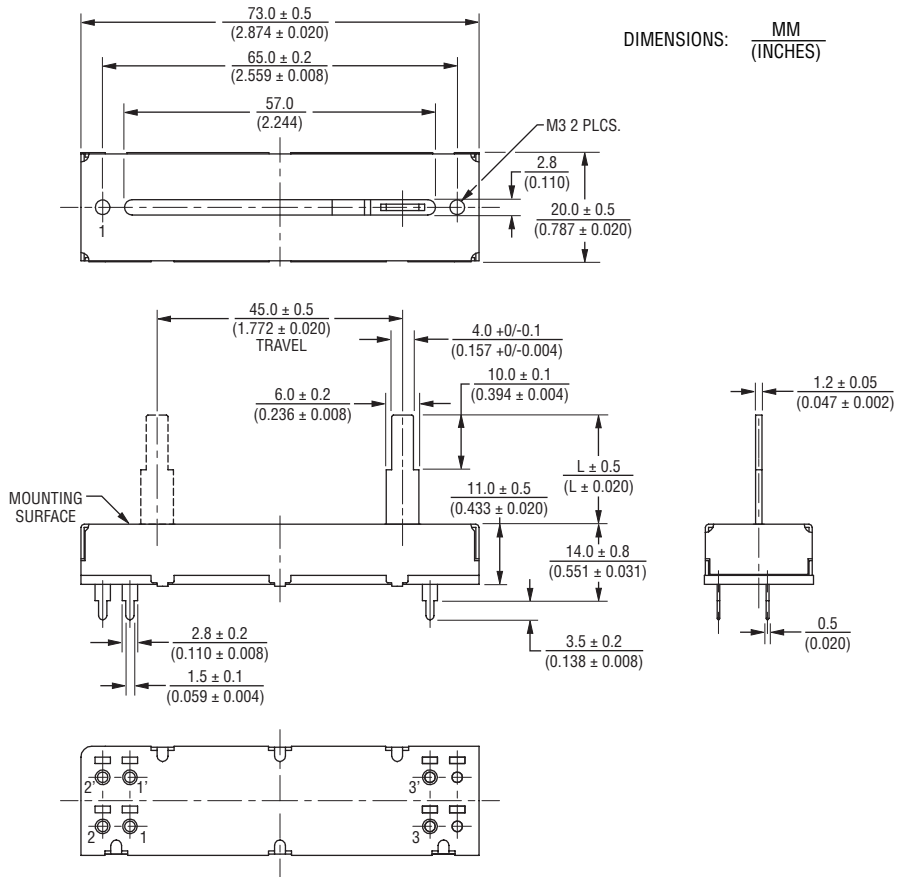 73.0 ± 0.5
(2.874 ± 0.020)
DIMENSIONS: MM
(INCHES)
65.0 ± 0.2
(2.559 ± 0.008)
57.0
(2.244)
M3 2 PLCS.
2.8
(0.110)
20.0 ± 0.5
(0.787 ± 0.020)
1
45.0 ± 0.5
(1.772 ± 0.020)
TRAVEL
4.0 +0/-0.1
(0.157 +0/-0.004)
10.0 ± 0.1
(0.394 ± 0.004)
6.0 ± 0.2
(0.236 ± 0.008)
1.2 ± 0.05
(0.047 ± 0.002)
L ± 0.5
(L ± 0.020)
11.0 ± 0.5
(0.433 ± 0.020)
MOUNTING
SURFACE
14.0 ± 0.8
(0.551 ± 0.031)
2.8 ± 0.2
(0.110 ± 0.008)
3.5 ± 0.2
(0.138 ± 0.008)
0.5
(0.020)
1.5 ± 0.1
(0.059 ± 0.004)
2' 1' 3'
2 1 3